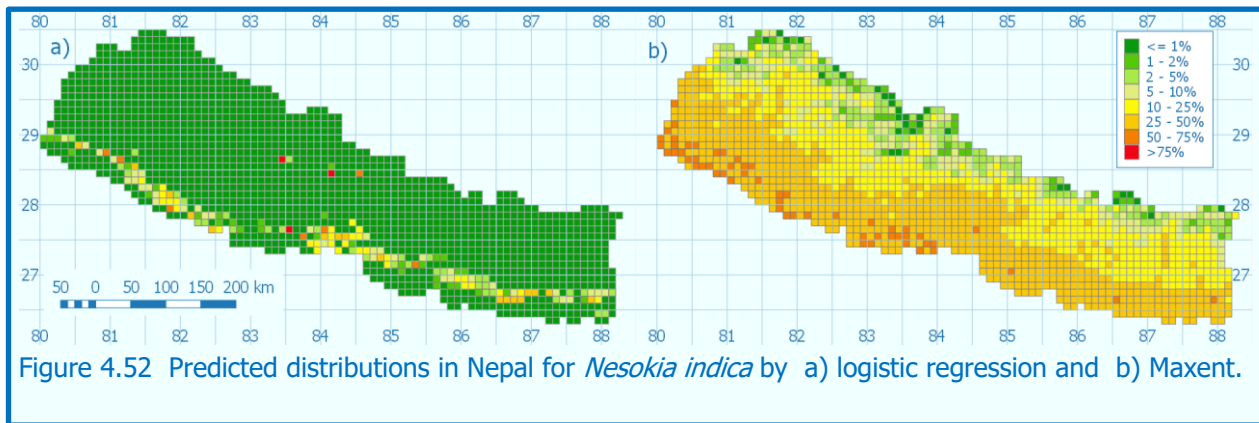 80 81 82 83 84 85 86 87 88
a)
30
29
28
27
50 0 50 100 150 200 km
80 81 82 83 84 85 86 87 88
80 81 82 83 84 85 86 87 88
b)
<= 1%
1 - 2%
2 - 5%
5 - 10%
10 - 25%
25 - 50%
50 - 75%
>75%
30
29
28
27
80 81 82 83 84 85 86 87 88
Figure 4.52 Predicted distributions in Nepal for Nesokia indica by a) logistic regression and b) Maxent.